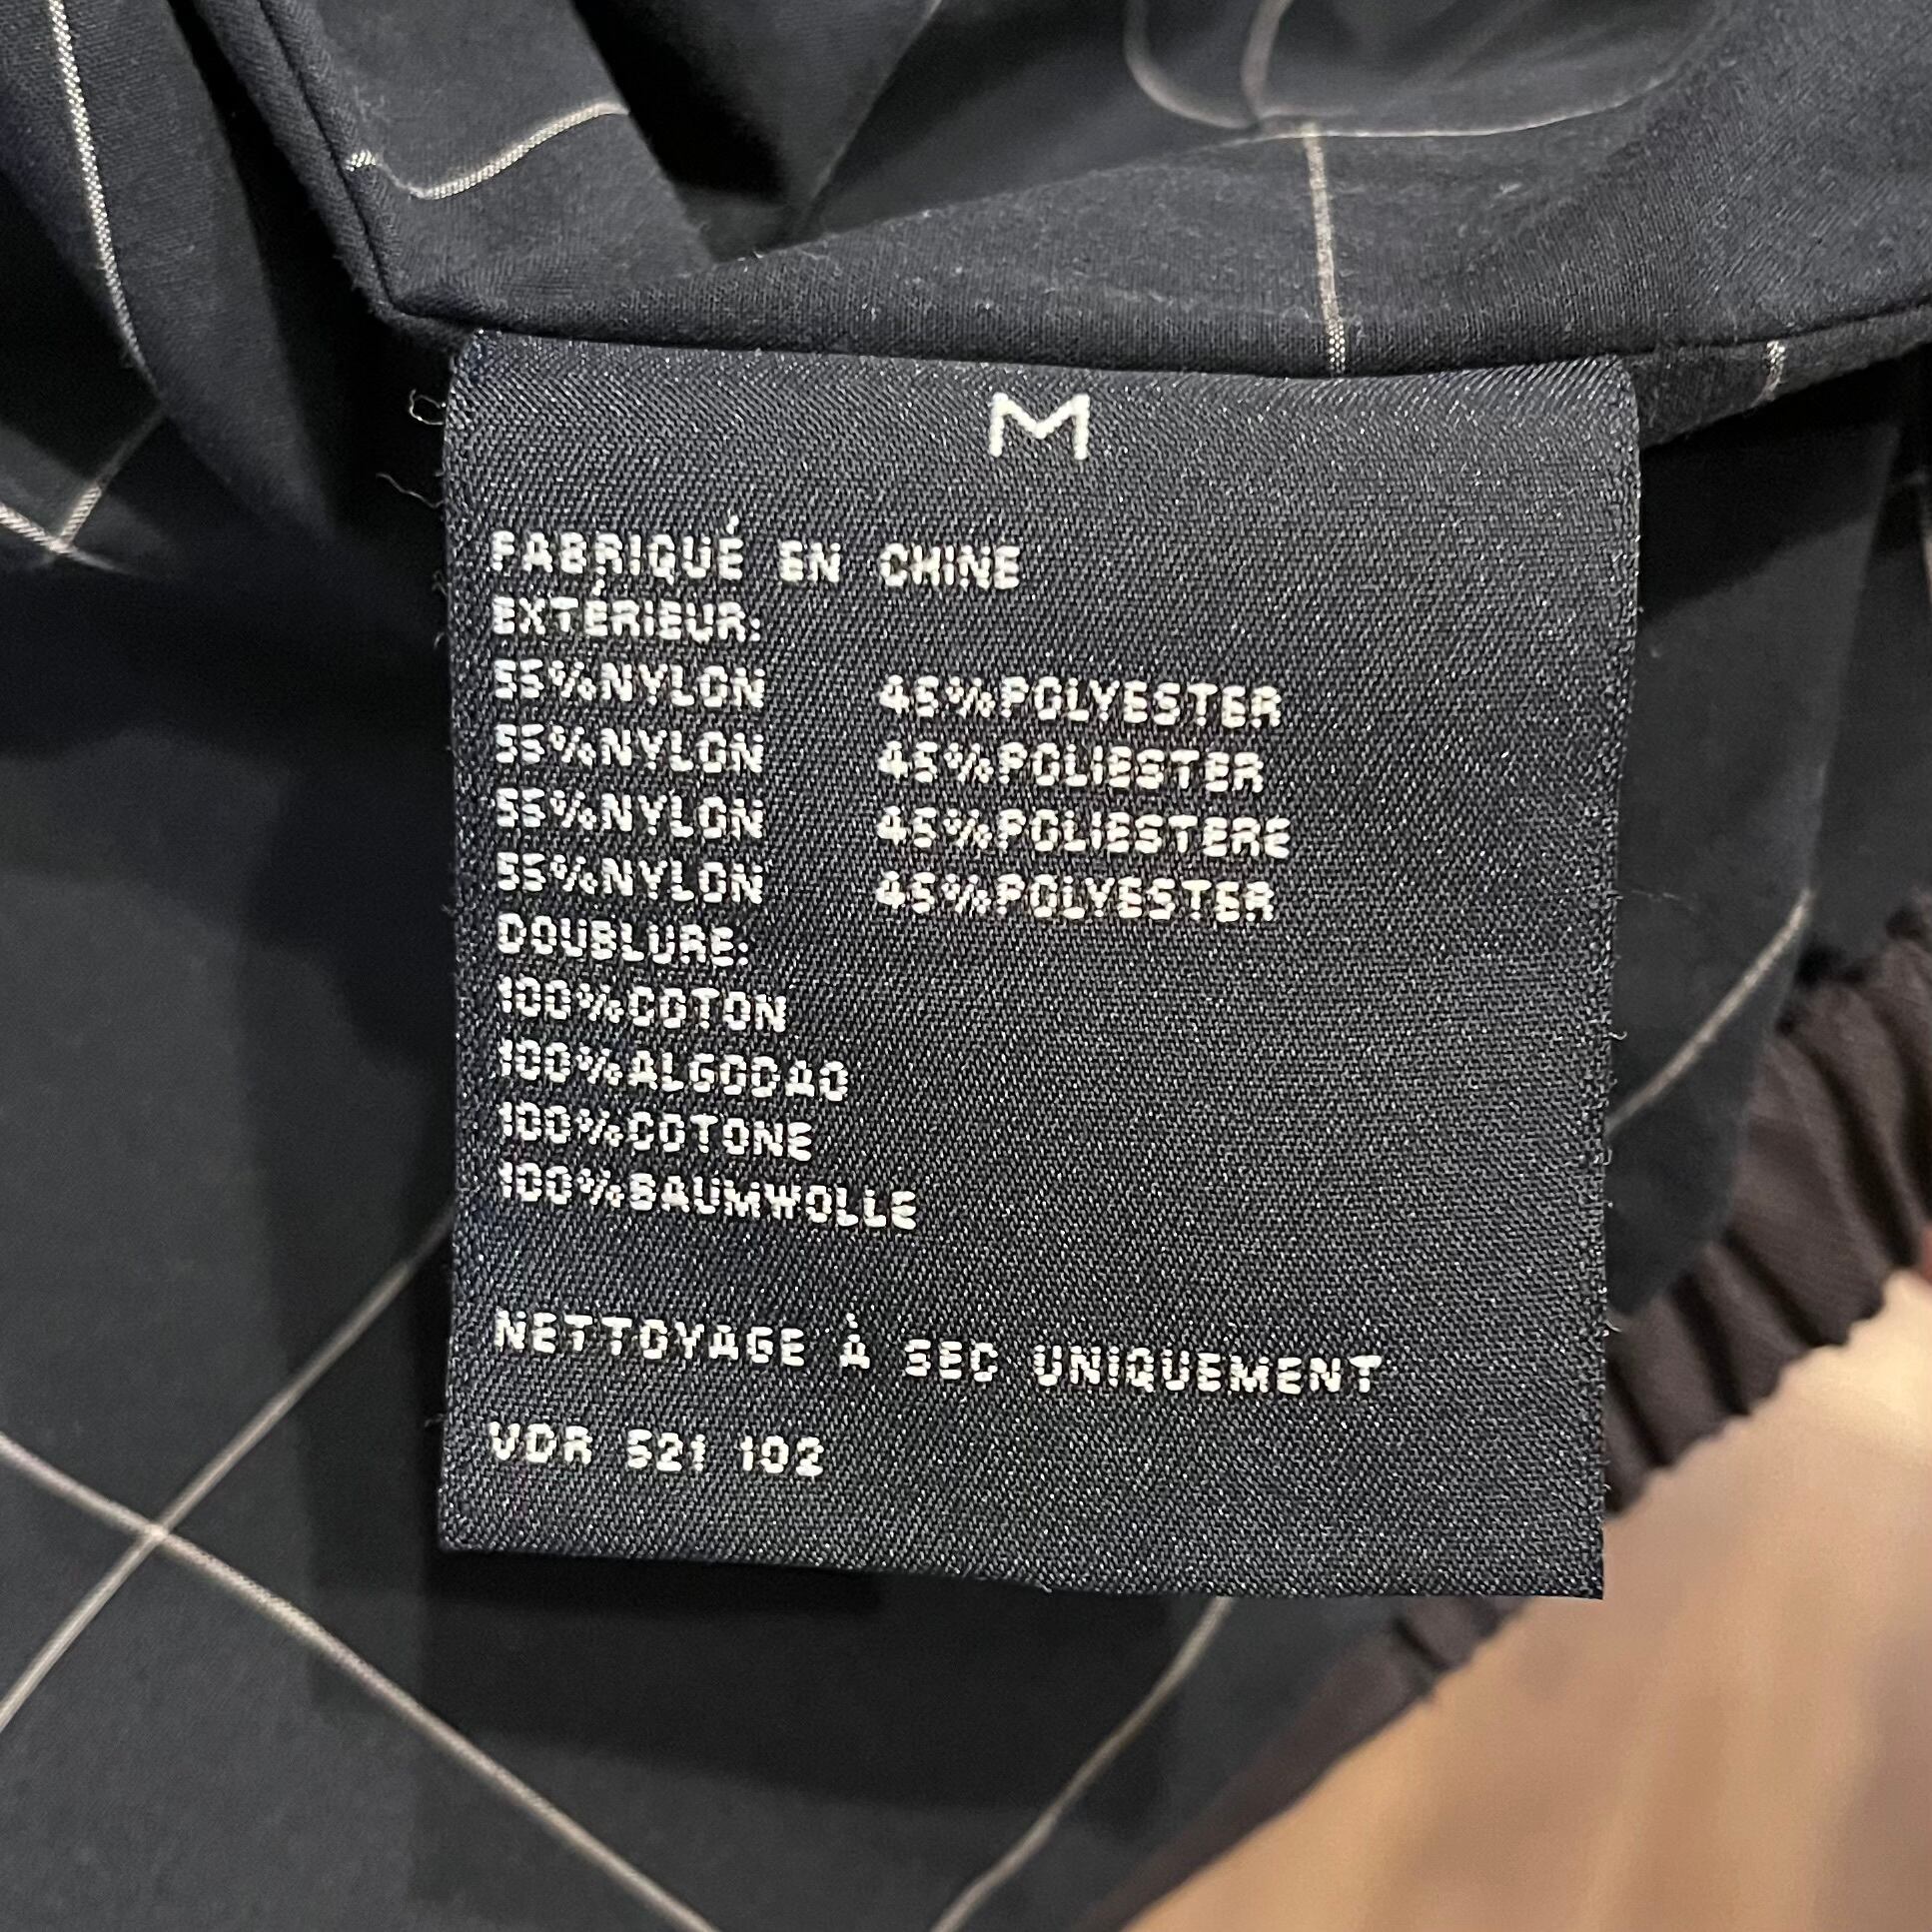 M
FABRIQUÉ EN CHINE
EXTÉRIEUR:
55%NYLON 45%POLYESTER
55%NYLON 45%POLIESTER
55%NYLON 45%POLIESTERE
55%NYLON 45%POLYESTER
DOUBLURE:
100%COTON
100%ALGODAO
100%COTONE
100%BAUMWOLLE
NETTOYAGE À SEC UNIQUEMENT
VDR 521 102